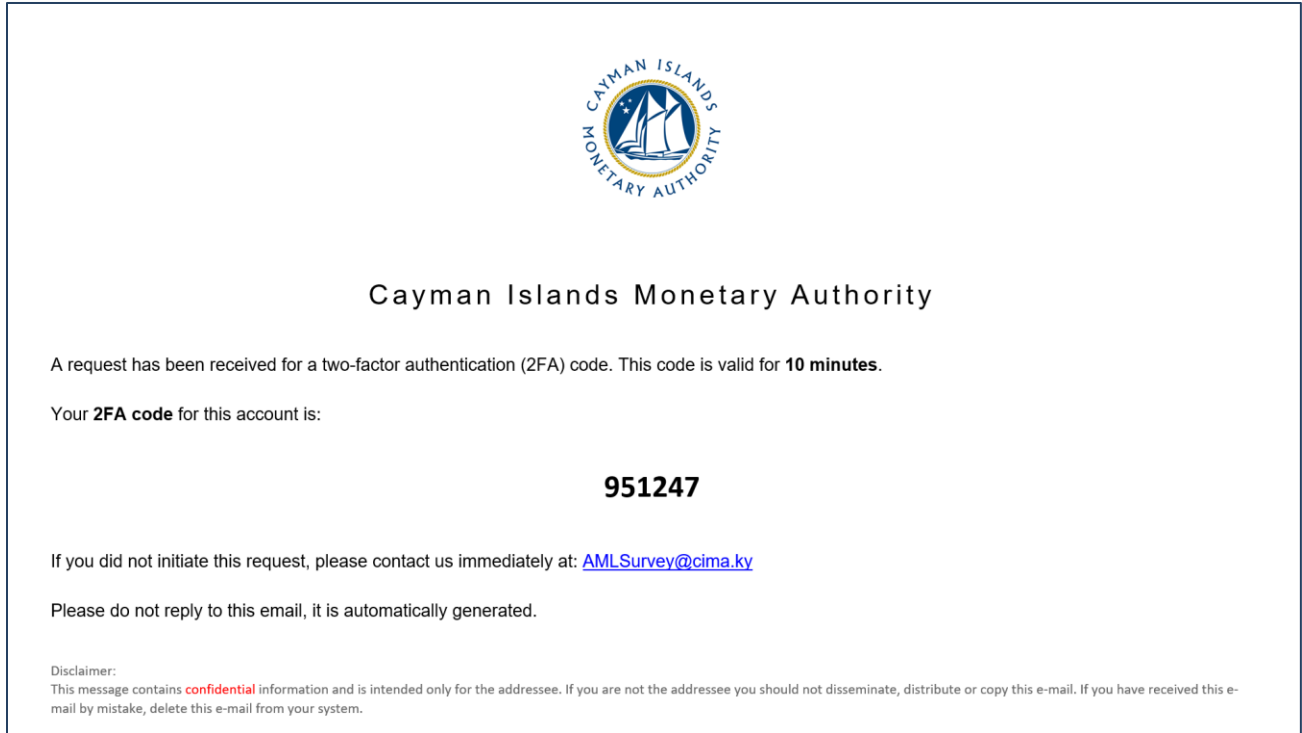 CAYMAN ISLANDS
MONETARY AUTHORITY
Cayman Islands Monetary Authority
A request has been received for a two-factor authentication (2FA) code. This code is valid for 10 minutes.
Your 2FA code for this account is:
951247
If you did not initiate this request, please contact us immediately at: AMLSurvey@cima.ky
Please do not reply to this email, it is automatically generated.
Disclaimer:
This message contains confidential information and is intended only for the addressee. If you are not the addressee you should not disseminate, distribute or copy this e-mail. If you have received this e-
mail by mistake, delete this e-mail from your system.